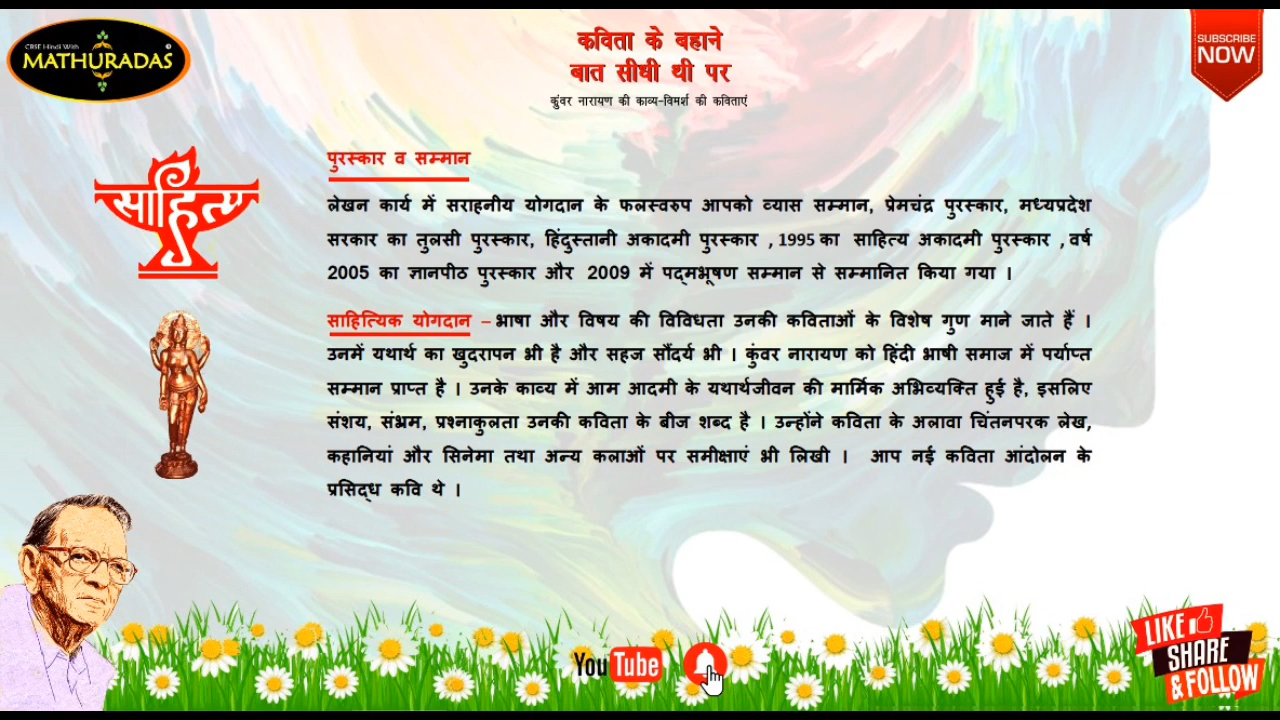 CBSE Hindi With
MATHURADAS
कविता के बहाने
बात सीधी थी पर
कुंवर नारायण की काव्य-विमर्श की कविताएं
SUBSCRIBE
NOW
साहित्य
पुरस्कार व सम्मान
लेखन कार्य में सराहनीय योगदान के फलस्वरुप आपको व्यास सम्मान, प्रेमचंद्र पुरस्कार, मध्यप्रदेश
सरकार का तुलसी पुरस्कार, हिंदुस्तानी अकादमी पुरस्कार , 1995 का साहित्य अकादमी पुरस्कार , वर्ष
2005 का ज्ञानपीठ पुरस्कार और 2009 में पद्मभूषण सम्मान से सम्मानित किया गया ।
साहित्यिक योगदान – भाषा और विषय की विविधता उनकी कविताओं के विशेष गुण माने जाते हैं ।
उनमें यथार्थ का खुदरापन भी है और सहज सौंदर्य भी । कुंवर नारायण को हिंदी भाषी समाज में पर्याप्त
सम्मान प्राप्त है । उनके काव्य में आम आदमी के यथार्थजीवन की मार्मिक अभिव्यक्ति हुई है, इसलिए
संशय, संभ्रम, प्रश्नाकुलता उनकी कविता के बीज शब्द है । उन्होंने कविता के अलावा चिंतनपरक लेख,
कहानियां और सिनेमा तथा अन्य कलाओं पर समीक्षाएं भी लिखी । आप नई कविता आंदोलन के
प्रसिद्ध कवि थे ।
YouTube
LIKE
SHARE
& FOLLOW